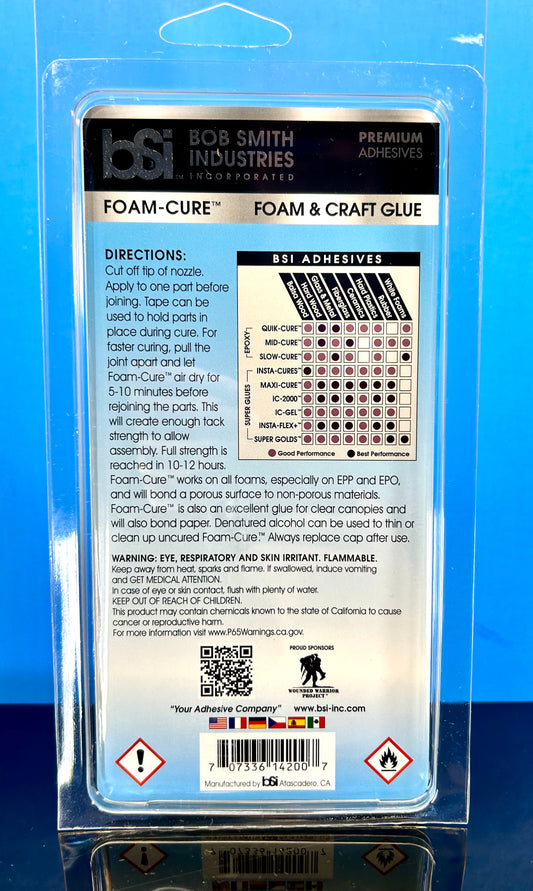 bSi™
BOB SMITH
INDUSTRIES
INCORPORATED
PREMIUM
ADHESIVES
FOAM-CURE™
FOAM & CRAFT GLUE
DIRECTIONS:
Cut off tip of nozzle.
Apply to one part before
joining. Tape can be
used to hold parts in
place during cure. For
faster curing, pull the
joint apart and let
Foam-Cure™ air dry for
5-10 minutes before
rejoining the parts. This
will create enough tack
strength to allow
assembly. Full strength is
reached in 10-12 hours.
Foam-Cure™ works on all foams, especially on EPP and EPO,
and will bond a porous surface to non-porous materials.
Foam-Cure™ is also an excellent glue for clear canopies and
will also bond paper. Denatured alcohol can be used to thin or
clean up uncured Foam-Cure.™ Always replace cap after use.
BSI ADHESIVES
Balsa Wood
Hard Wood
Glass & Metal
Fiberglass
Ceramics
Hard Plastics
Rubber
White Foams
EPOXY
QUIK-CURE™
MID-CURE™
SLOW-CURE™
SUPER GLUES
INSTA-CURE™
MAXI-CURE™
IC-2000™
IC-GEL™
INSTA-FLEX+™
SUPER GOLDS™
Good Performance
Best Performance
WARNING: EYE, RESPIRATORY AND SKIN IRRITANT. FLAMMABLE.
Keep away from heat, sparks and flame. If swallowed, induce vomiting
and GET MEDICAL ATTENTION.
In case of eye or skin contact, flush with plenty of water.
KEEP OUT OF REACH OF CHILDREN.
This product may contain chemicals known to the state of California to cause
cancer or reproductive harm.
For more information visit www.P65Warnings.ca.gov.
PROUD SPONSORS
WOUNDED WARRIOR
PROJECT™
"Your Adhesive Company"
www.bsi-inc.com
7 07336 14200 7
Manufactured by bSi Atascadero, CA